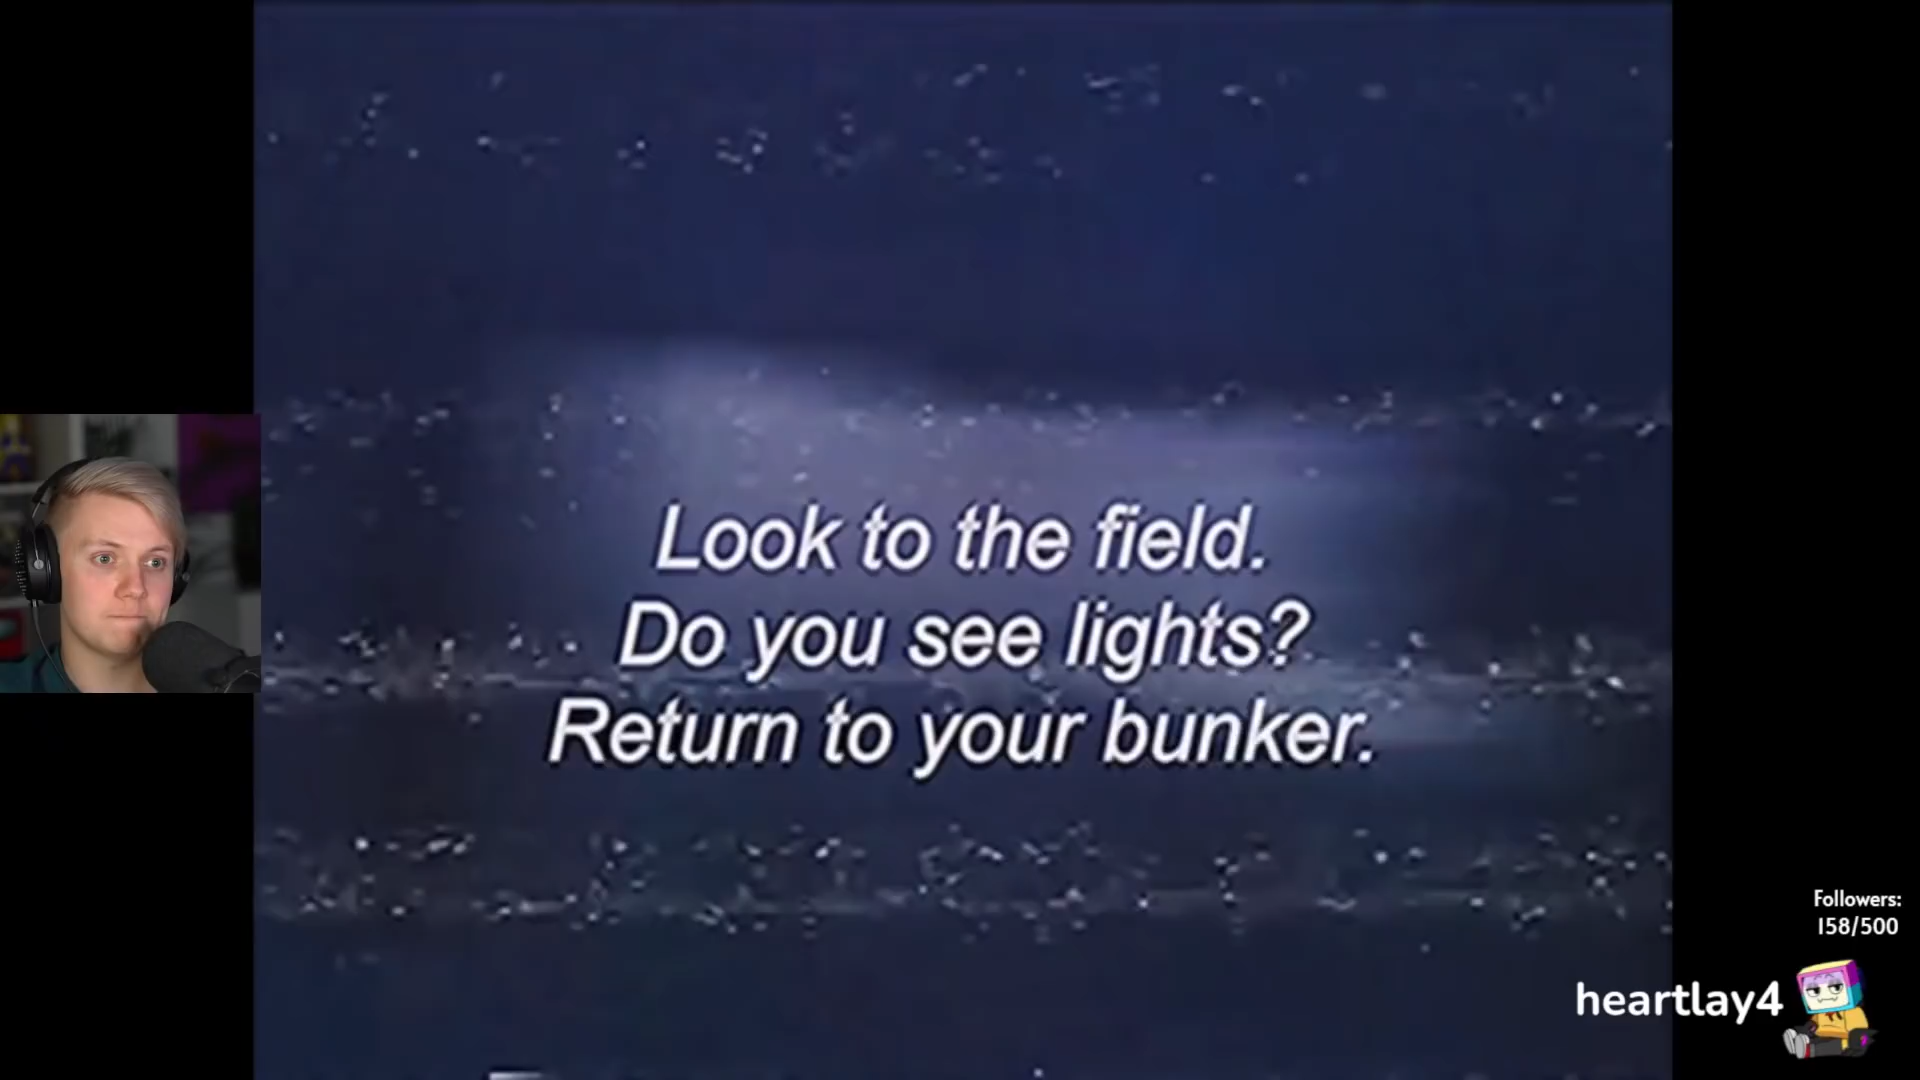 Look to the field.
Do you see lights?
Return to your bunker.
Followers:
158/500
heartlay4